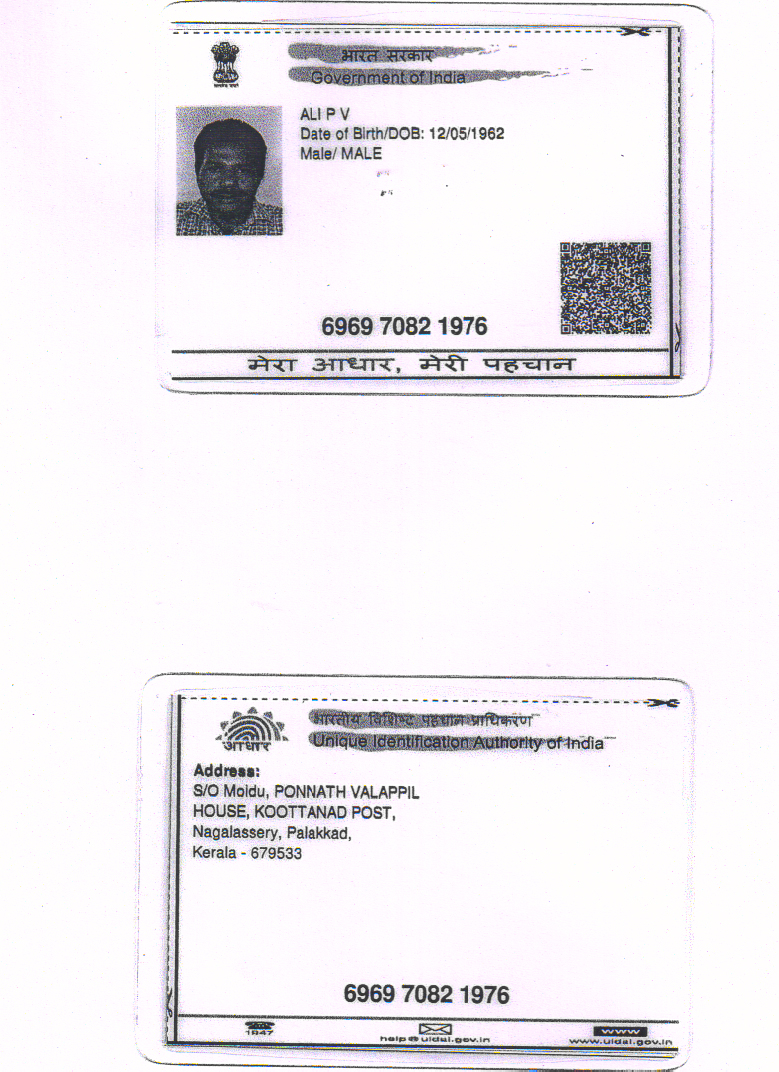 भारत सरकार
Government of India
ALI P V
Date of Birth/DOB: 12/05/1962
Male/ MALE
6969 7082 1976
मेरा आधार, मेरी पहचान
भारतीय विशिष्ट पहचान प्राधिकरण
Unique Identification Authority of India
आधार
Address:
S/O Moidu, PONNATH VALAPPIL
HOUSE, KOOTTANAD POST,
Nagalassery, Palakkad,
Kerala - 679533
6969 7082 1976
1947
help@uidai.gov.in
www
www.uidai.gov.in